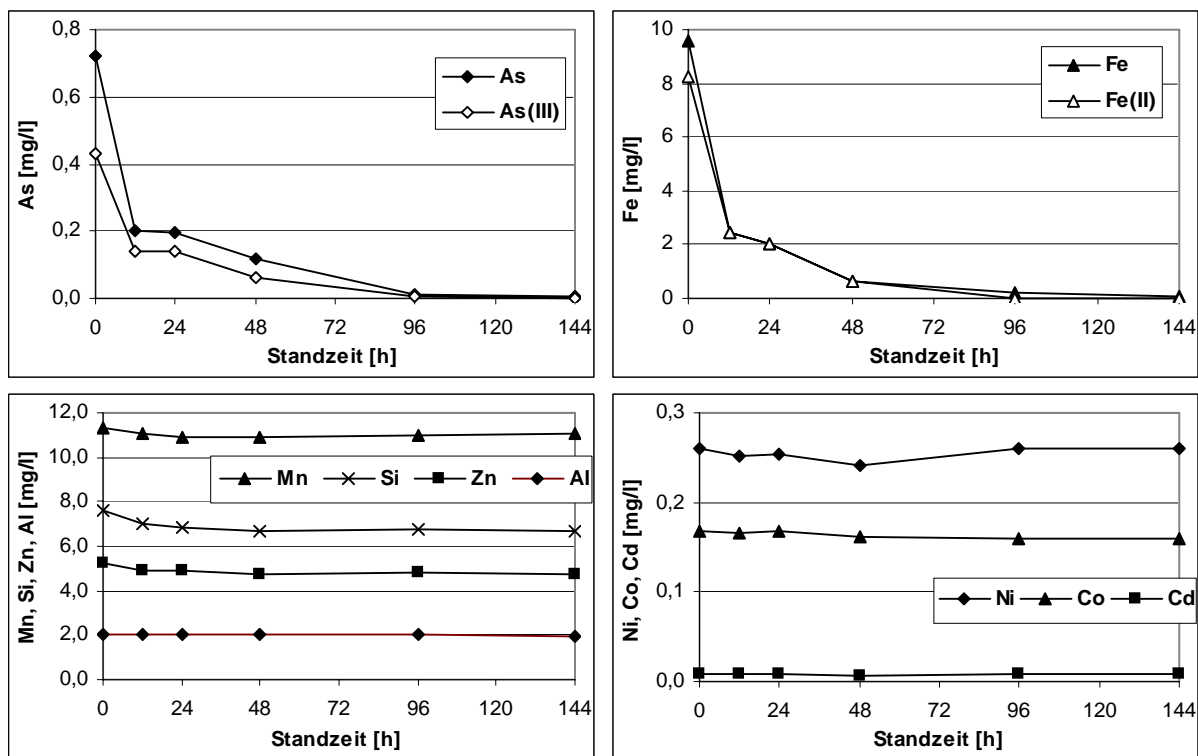 As [mg/l]
0,8
0,6
0,4
0,2
0,0
As
As(III)
0 24 48 72 96 120 144
Standzeit [h]
Fe [mg/l]
10
8
6
4
2
0
Fe
Fe(II)
0 24 48 72 96 120 144
Standzeit [h]
Mn, Si, Zn, Al [mg/l]
12,0
10,0
8,0
6,0
4,0
2,0
0,0
Mn Si Zn Al
0 24 48 72 96 120 144
Standzeit [h]
Ni, Co, Cd [mg/l]
0,3
0,2
0,1
0,0
Ni Co Cd
0 24 48 72 96 120 144
Standzeit [h]